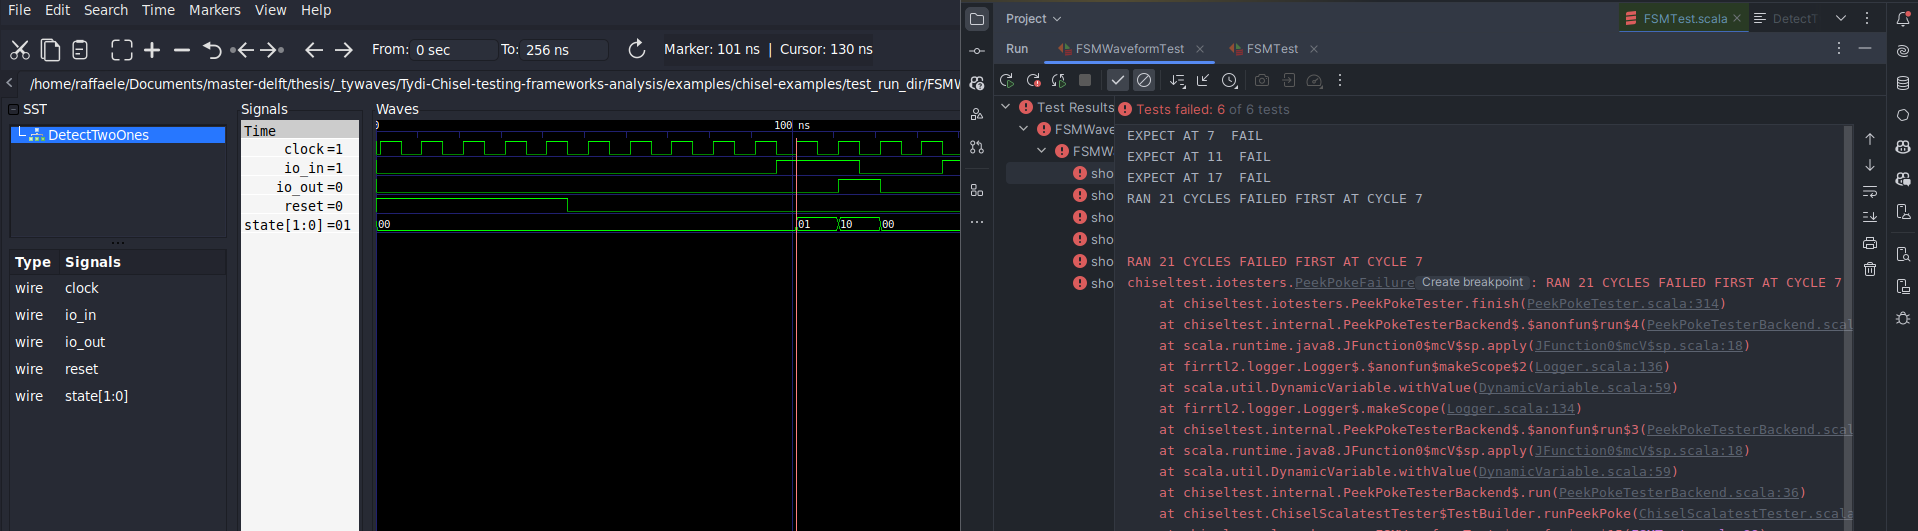 File Edit Search Time Markers View Help
From: 0 sec To: 256 ns Marker: 101 ns | Cursor: 130 ns
/home/raffaele/Documents/master-delft/thesis/_tywaves/Tydi-Chisel-testing-frameworks-analysis/examples/chisel-examples/test_run_dir/FSMW
SST
DetectTwoOnes
Type Signals
wire clock
wire io_in
wire io_out
wire reset
wire state[1:0]
Signals
Time
clock =1
io_in =1
io_out =0
reset =0
state[1:0] =01
Waves
0 100 ns
00 01 10 00
Project
FSMTest.scala DetectT
Run FSMWaveformTest FSMTest
Test Results
FSMWave
FSMW
sho
sho
sho
sho
sho
sho
Tests failed: 6 of 6 tests
EXPECT AT 7 FAIL
EXPECT AT 11 FAIL
EXPECT AT 17 FAIL
RAN 21 CYCLES FAILED FIRST AT CYCLE 7
RAN 21 CYCLES FAILED FIRST AT CYCLE 7
chiseltest.iotesters.PeekPokeFailure Create breakpoint : RAN 21 CYCLES FAILED FIRST AT CYCLE 7
at chiseltest.iotesters.PeekPokeTester.finish(PeekPokeTester.scala:314)
at chiseltest.internal.PeekPokeTesterBackend$.$anonfun$run$4(PeekPokeTesterBackend.scal
at scala.runtime.java8.JFunction0$mcV$sp.apply(JFunction0$mcV$sp.scala:18)
at firrtl2.logger.Logger$.$anonfun$makeScope$2(Logger.scala:136)
at scala.util.DynamicVariable.withValue(DynamicVariable.scala:59)
at firrtl2.logger.Logger$.makeScope(Logger.scala:134)
at chiseltest.internal.PeekPokeTesterBackend$.$anonfun$run$3(PeekPokeTesterBackend.scal
at scala.runtime.java8.JFunction0$mcV$sp.apply(JFunction0$mcV$sp.scala:18)
at scala.util.DynamicVariable.withValue(DynamicVariable.scala:59)
at chiseltest.internal.PeekPokeTesterBackend$.run(PeekPokeTesterBackend.scala:36)
at chiseltest.ChiselScalatestTester$TestBuilder.runPeekPoke(ChiselScalatestTester.scala